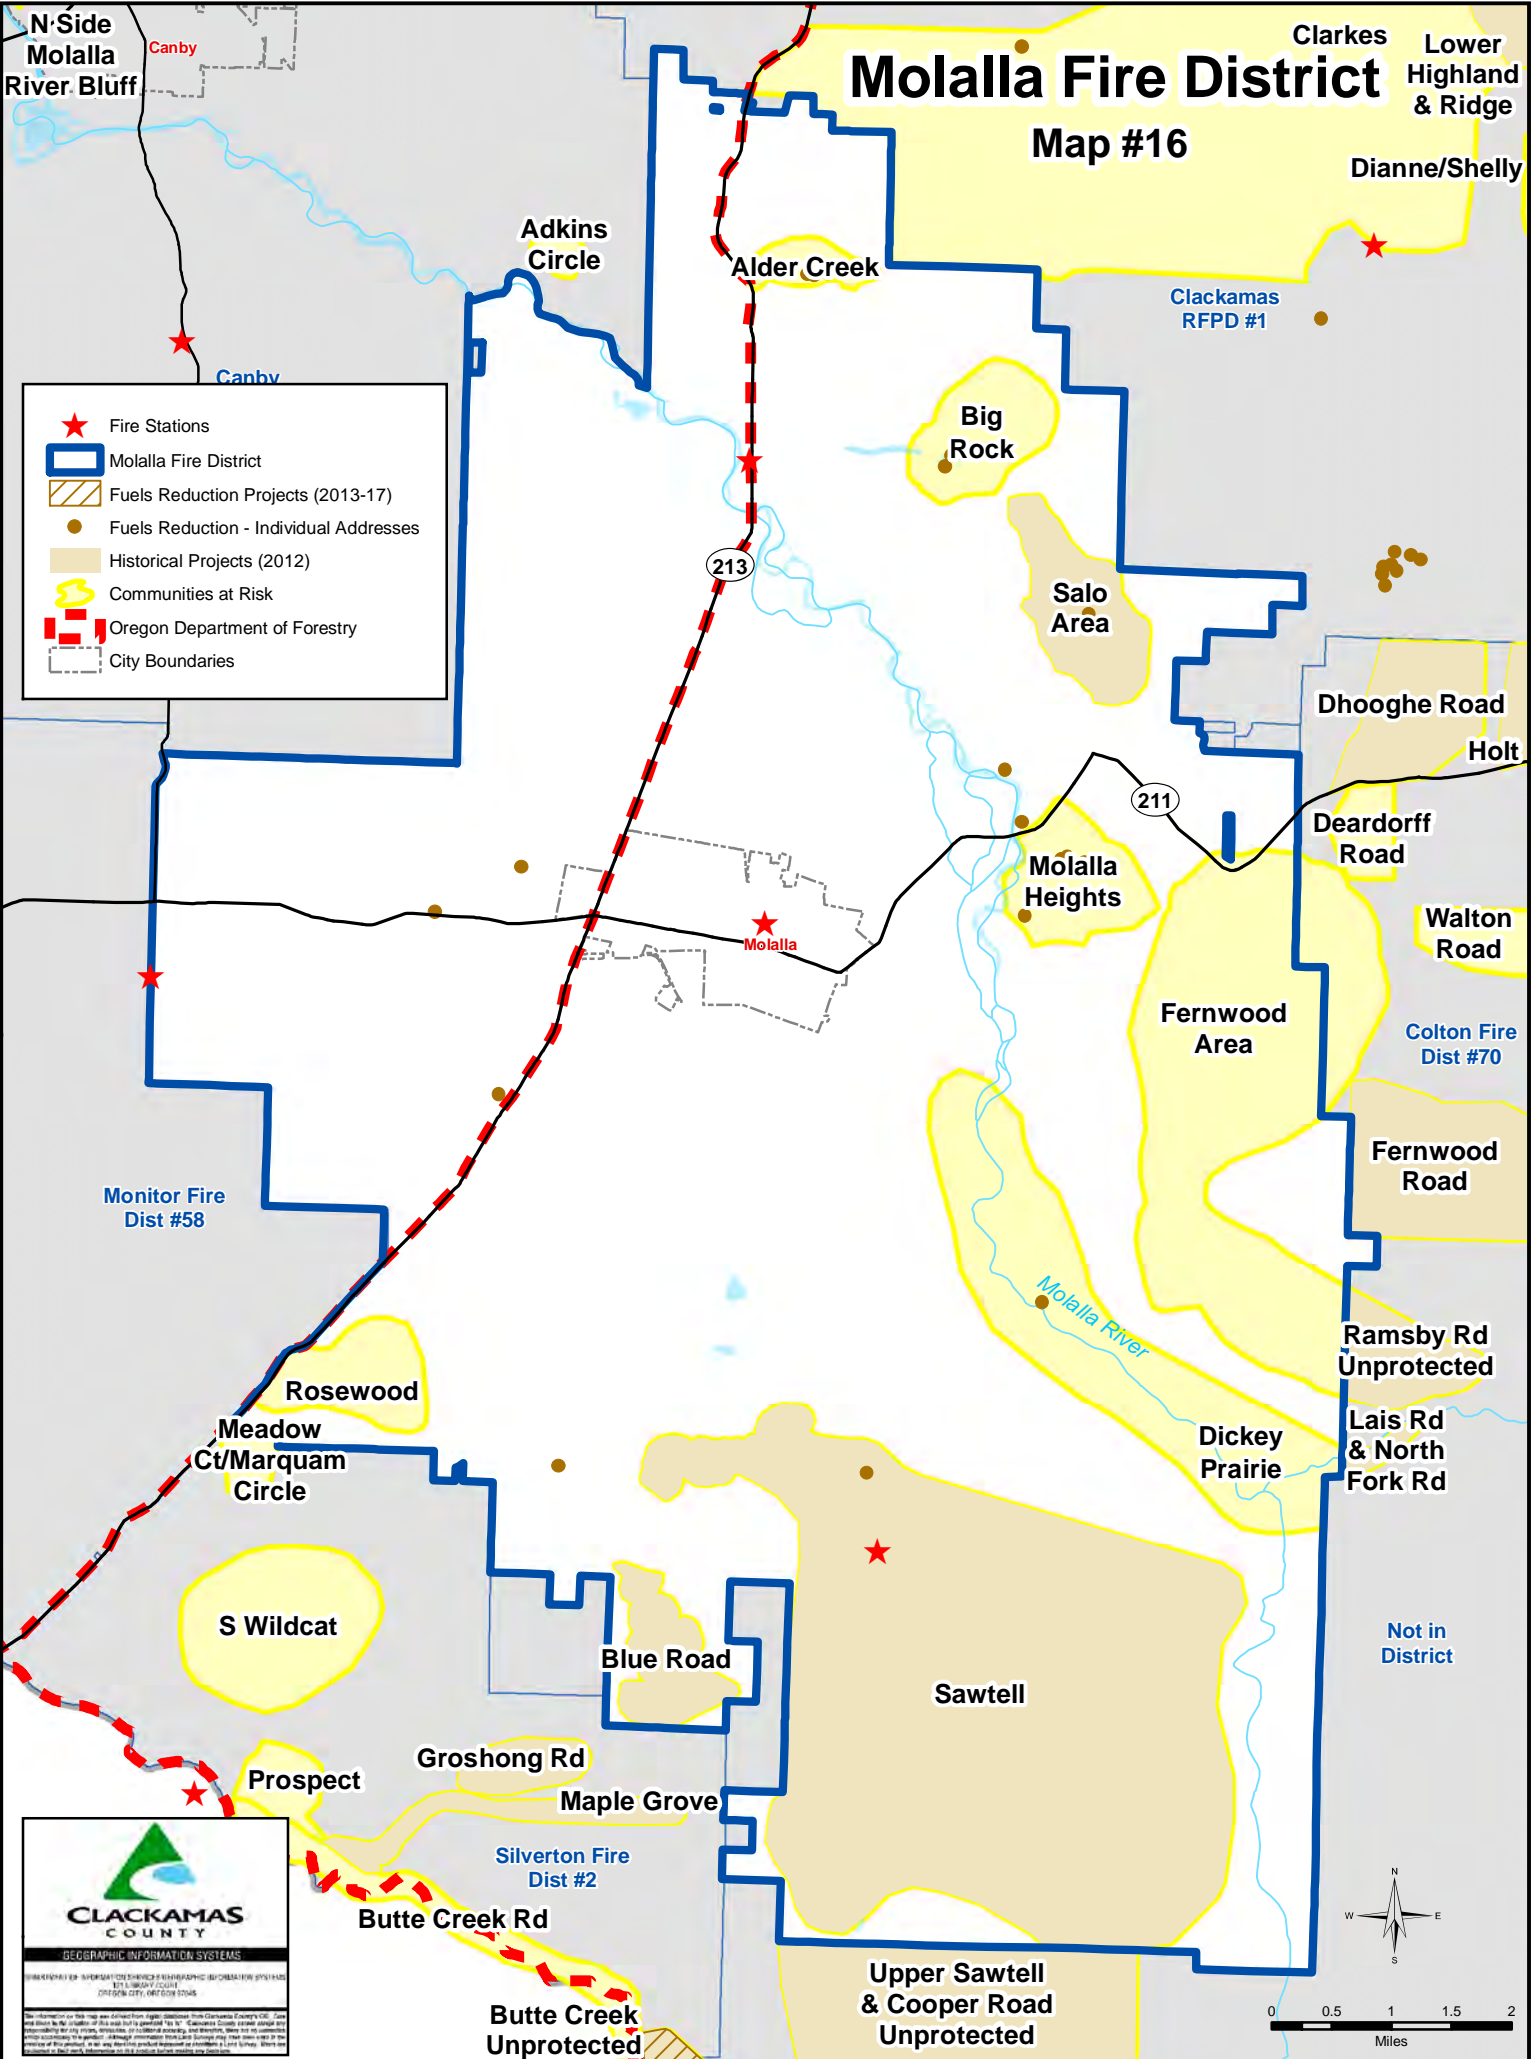 N Side
Molalla
River Bluff
Canby
Molalla Fire District
Map #16
Clarkes
Lower
Highland
& Ridge
Dianne/Shelly
Adkins
Circle
Alder Creek
Clackamas
RFPD #1
Canby
Fire Stations
Molalla Fire District
Fuels Reduction Projects (2013-17)
Fuels Reduction - Individual Addresses
Historical Projects (2012)
Communities at Risk
Oregon Department of Forestry
City Boundaries
Big
Rock
213
Salo
Area
Dhooghe Road
Holt
211
Deardorff
Road
Molalla
Heights
Walton
Road
Molalla
Fernwood
Area
Colton Fire
Dist #70
Fernwood
Road
Monitor Fire
Dist #58
Molalla River
Ramsby Rd
Unprotected
Rosewood
Meadow
Ct/Marquam
Circle
Dickey
Prairie
Lais Rd
& North
Fork Rd
S Wildcat
Blue Road
Not in
District
Sawtell
Groshong Rd
Prospect
Maple Grove
Silverton Fire
Dist #2
Butte Creek Rd
CLACKAMAS
COUNTY
GEOGRAPHIC INFORMATION SYSTEMS
OREGON CITY, OREGON 97045
Butte Creek
Unprotected
Upper Sawtell
& Cooper Road
Unprotected
N
W E
S
0 0.5 1 1.5 2
Miles